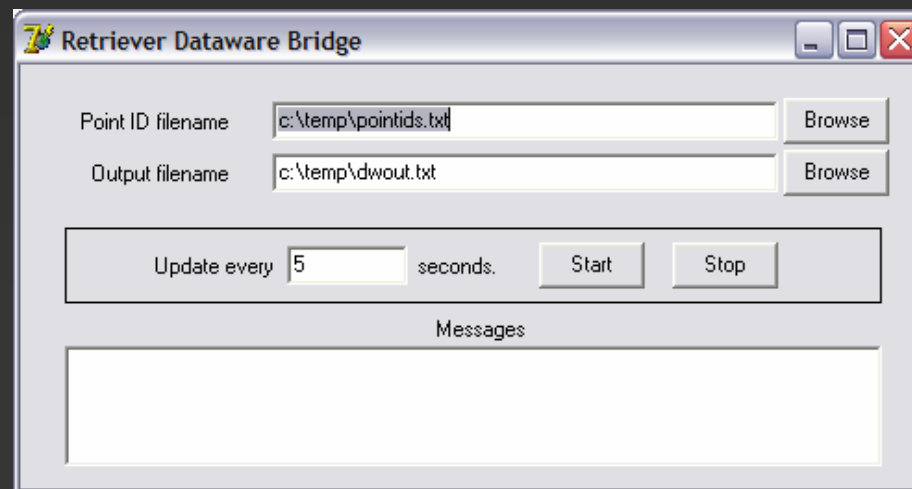 Retriever Dataware Bridge
Point ID filename c:\temp\pointids.txt Browse
Output filename c:\temp\dwout.txt Browse
Update every 5 seconds. Start Stop
Messages